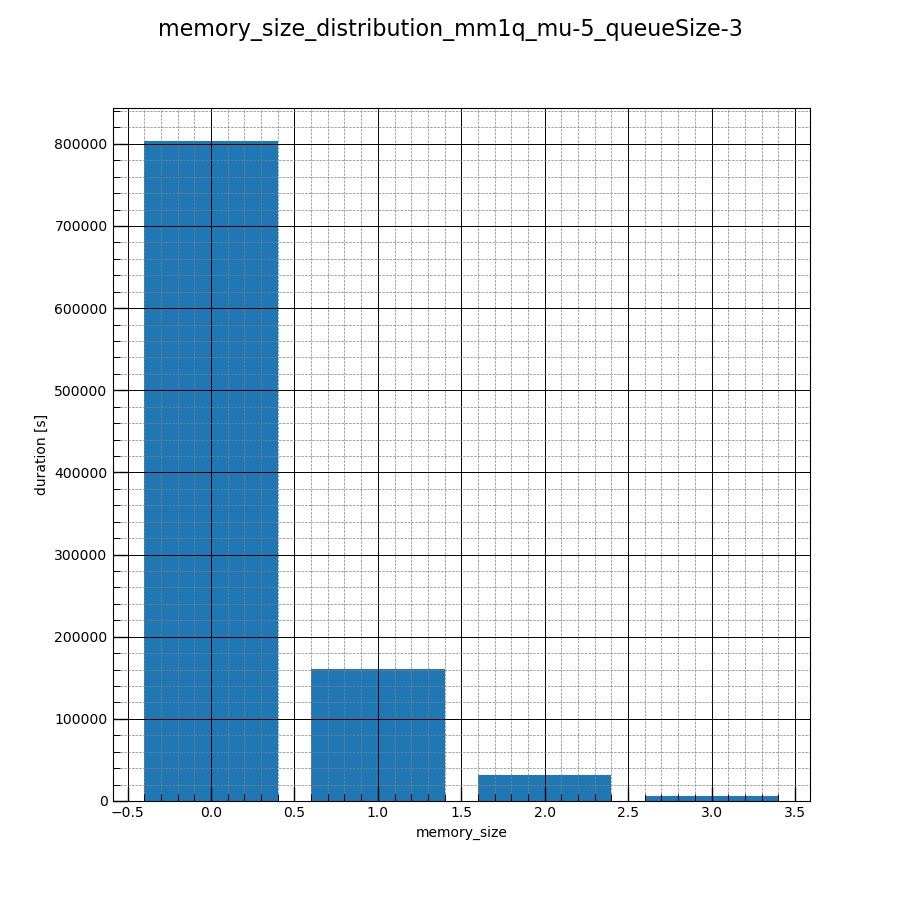 memory_size_distribution_mm1q_mu-5_queueSize-3
800000
700000
600000
500000
400000
300000
200000
100000
0
duration [s]
−0.5 0.0 0.5 1.0 1.5 2.0 2.5 3.0 3.5
memory_size